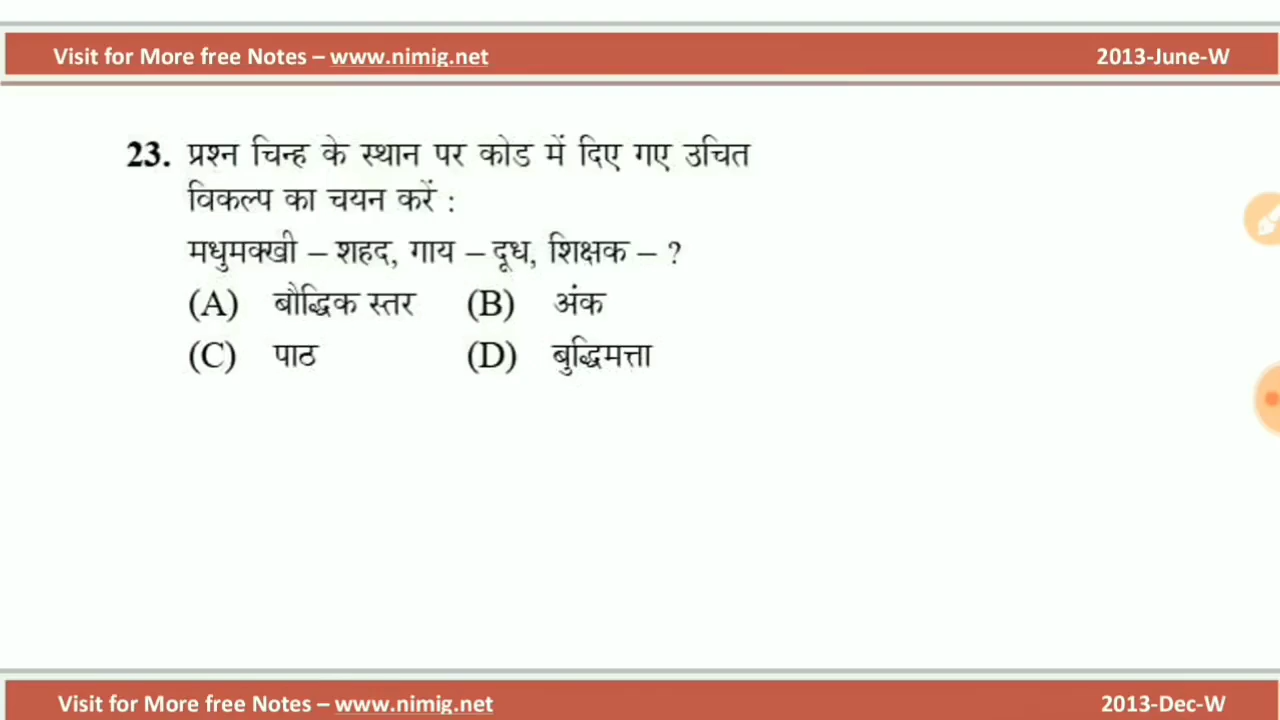 Visit for More free Notes – www.nimig.net 2013-June-W
23. प्रश्न चिन्ह के स्थान पर कोड में दिए गए उचित
विकल्प का चयन करें :
मधुमक्खी – शहद, गाय – दूध, शिक्षक – ?
(A) बौद्धिक स्तर (B) अंक
(C) पाठ (D) बुद्धिमत्ता
Visit for More free Notes – www.nimig.net 2013-Dec-W